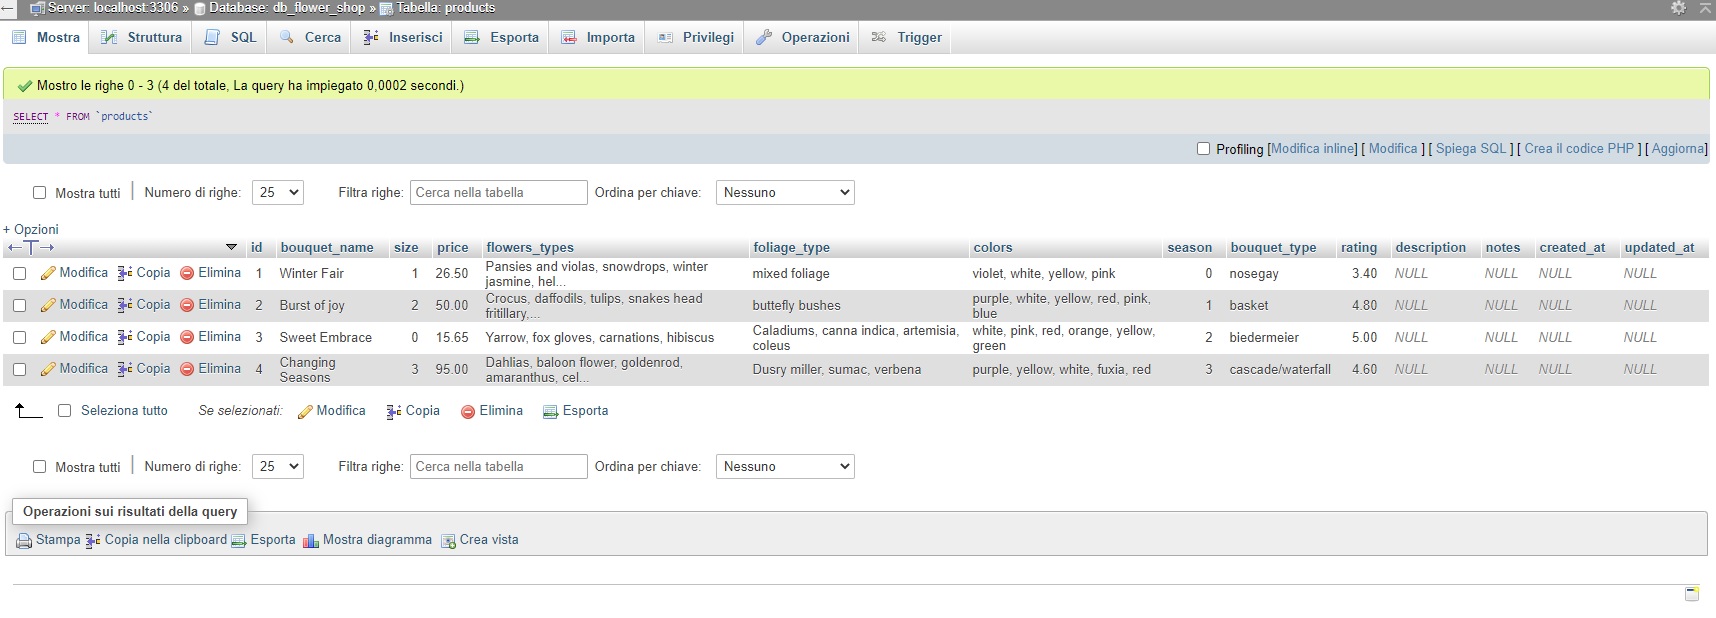 Server: localhost:3306 » Database: db_flower_shop » Tabella: products
Mostra Struttura SQL Cerca Inserisci Esporta Importa Privilegi Operazioni Trigger
Mostro le righe 0 - 3 (4 del totale, La query ha impiegato 0,0002 secondi.)
SELECT * FROM `products`
Profiling [Modifica inline] [ Modifica ] [ Spiega SQL ] [ Crea il codice PHP ] [ Aggiorna]
Mostra tutti Numero di righe: 25 Filtra righe: Cerca nella tabella Ordina per chiave: Nessuno
+ Opzioni
←T→ id bouquet_name size price flowers_types foliage_type colors season bouquet_type rating description notes created_at updated_at
Modifica Copia Elimina 1 Winter Fair 1 26.50 Pansies and violas, snowdrops, winter jasmine, hel... mixed foliage violet, white, yellow, pink 0 nosegay 3.40 NULL NULL NULL NULL
Modifica Copia Elimina 2 Burst of joy 2 50.00 Crocus, daffodils, tulips, snakes head fritillary,... buttefly bushes purple, white, yellow, red, pink, blue 1 basket 4.80 NULL NULL NULL NULL
Modifica Copia Elimina 3 Sweet Embrace 0 15.65 Yarrow, fox gloves, carnations, hibiscus Caladiums, canna indica, artemisia, coleus white, pink, red, orange, yellow, green 2 biedermeier 5.00 NULL NULL NULL NULL
Modifica Copia Elimina 4 Changing Seasons 3 95.00 Dahlias, baloon flower, goldenrod, amaranthus, cel... Dusry miller, sumac, verbena purple, yellow, white, fuxia, red 3 cascade/waterfall 4.60 NULL NULL NULL NULL
Seleziona tutto Se selezionati: Modifica Copia Elimina Esporta
Mostra tutti Numero di righe: 25 Filtra righe: Cerca nella tabella Ordina per chiave: Nessuno
Operazioni sui risultati della query
Stampa Copia nella clipboard Esporta Mostra diagramma Crea vista